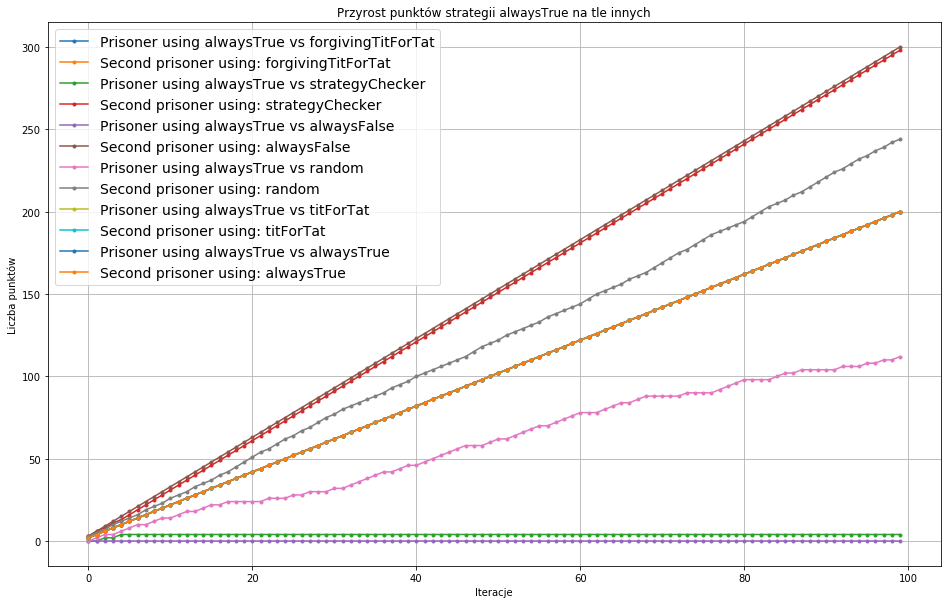 Przyrost punktów strategii alwaysTrue na tle innych
Prisoner using alwaysTrue vs forgivingTitForTat
Second prisoner using: forgivingTitForTat
Prisoner using alwaysTrue vs strategyChecker
Second prisoner using: strategyChecker
Prisoner using alwaysTrue vs alwaysFalse
Second prisoner using: alwaysFalse
Prisoner using alwaysTrue vs random
Second prisoner using: random
Prisoner using alwaysTrue vs titForTat
Second prisoner using: titForTat
Prisoner using alwaysTrue vs alwaysTrue
Second prisoner using: alwaysTrue
Liczba punktów
300
250
200
150
100
50
0
0 20 40 60 80 100
Iteracje